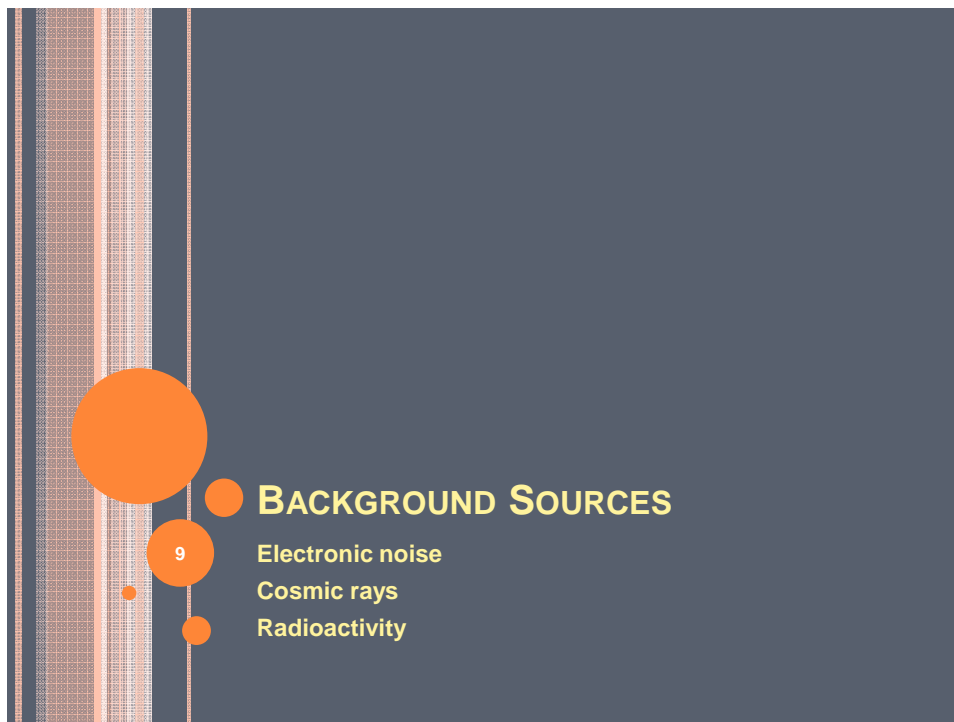 BACKGROUND SOURCES
9
Electronic noise
Cosmic rays
Radioactivity